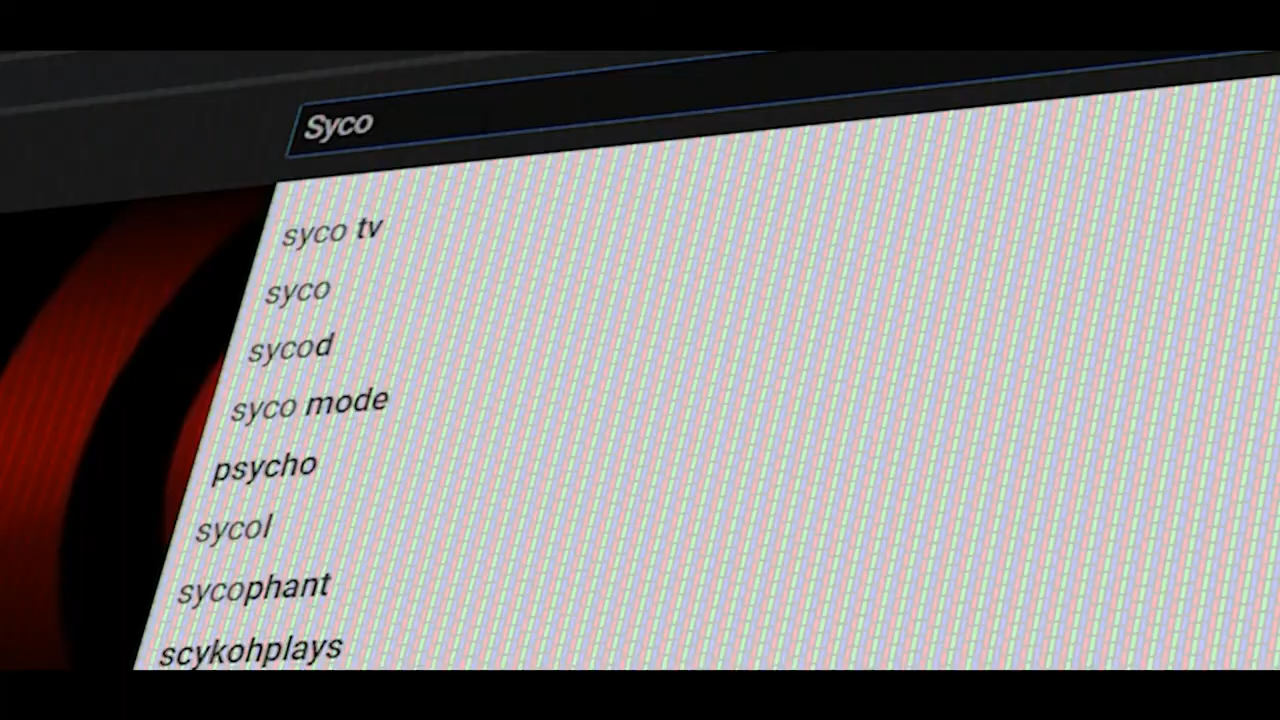 Syco
syco tv
syco
sycod
syco mode
psycho
sycol
sycophant
scykohplays